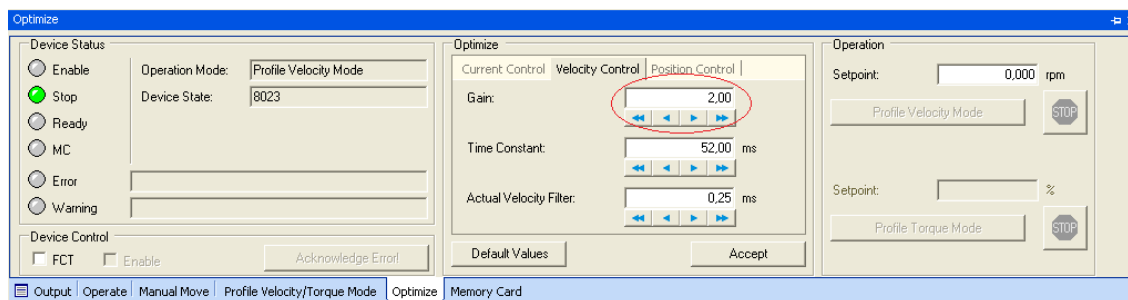 Optimize
Device Status
Enable
Operation Mode: Profile Velocity Mode
Stop
Device State: 8023
Ready
MC
Error
Warning
Device Control
FCT Enable Acknowledge Error!
Optimize
Current Control Velocity Control Position Control
Gain: 2,00
Time Constant: 52,00 ms
Actual Velocity Filter: 0,25 ms
Default Values Accept
Operation
Setpoint: 0,000 rpm
Profile Velocity Mode STOP
Setpoint: %
Profile Torque Mode STOP
Output Operate Manual Move Profile Velocity/Torque Mode Optimize Memory Card